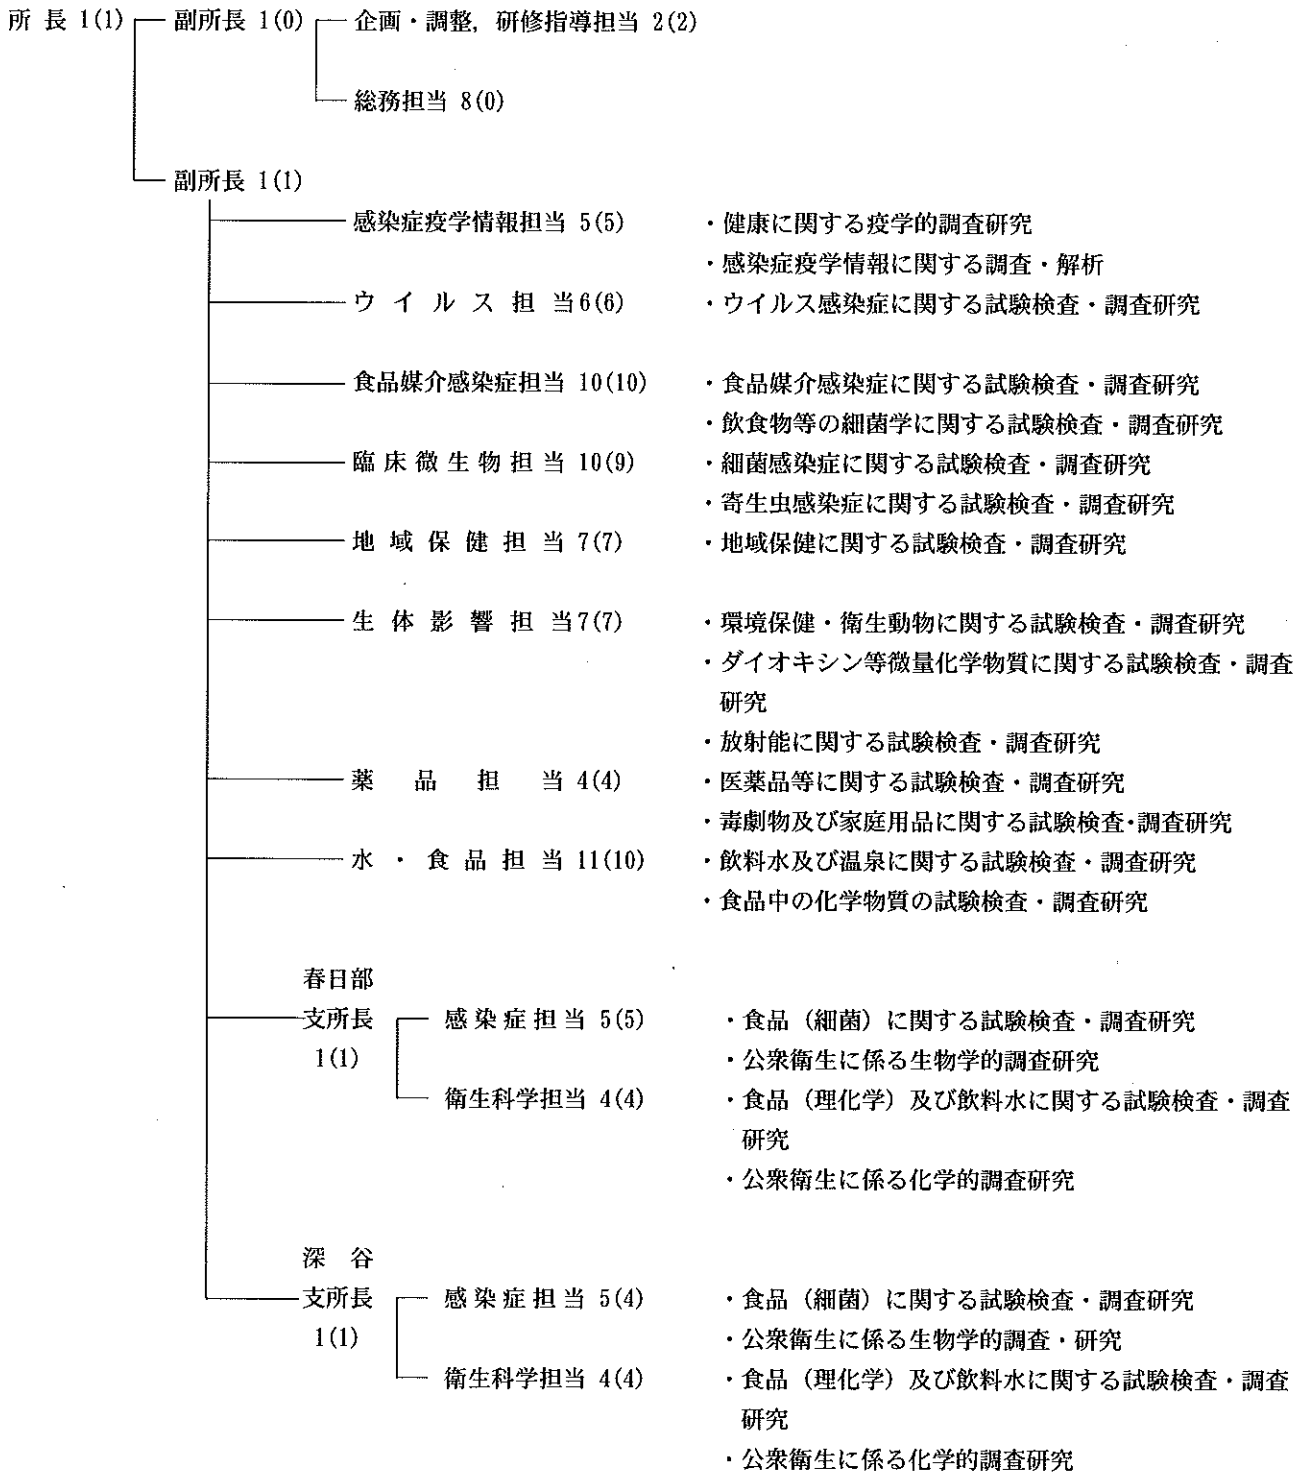 所 長 1(1) 副所長 1(0) 企画・調整, 研修指導担当 2(2)
総務担当 8(0)
副所長 1(1)
感染症疫学情報担当 5(5) ・健康に関する疫学的調査研究
・感染症疫学情報に関する調査・解析
ウ イ ル ス 担 当6(6) ・ウイルス感染症に関する試験検査・調査研究
食品媒介感染症担当 10(10) ・食品媒介感染症に関する試験検査・調査研究
・飲食物等の細菌学に関する試験検査・調査研究
臨床微生物担当 10(9) ・細菌感染症に関する試験検査・調査研究
・寄生虫感染症に関する試験検査・調査研究
地 域 保 健 担 当 7(7) ・地域保健に関する試験検査・調査研究
生 体 影 響 担 当7(7) ・環境保健・衛生動物に関する試験検査・調査研究
・ダイオキシン等微量化学物質に関する試験検査・調査
研究
・放射能に関する試験検査・調査研究
薬 品 担 当 4(4) ・医薬品等に関する試験検査・調査研究
・毒劇物及び家庭用品に関する試験検査・調査研究
水 ・ 食 品 担 当 11(10) ・飲料水及び温泉に関する試験検査・調査研究
・食品中の化学物質の試験検査・調査研究
春日部
支所長 感 染 症 担 当 5(5) ・食品（細菌）に関する試験検査・調査研究
1(1) ・公衆衛生に係る生物学的調査研究
衛生科学担当 4(4) ・食品（理化学）及び飲料水に関する試験検査・調査
研究
・公衆衛生に係る化学的調査研究
深 谷
支所長 感 染 症 担 当 5(4) ・食品（細菌）に関する試験検査・調査研究
1(1) ・公衆衛生に係る生物学的調査・研究
衛生科学担当 4(4) ・食品（理化学）及び飲料水に関する試験検査・調査
研究
・公衆衛生に係る化学的調査研究